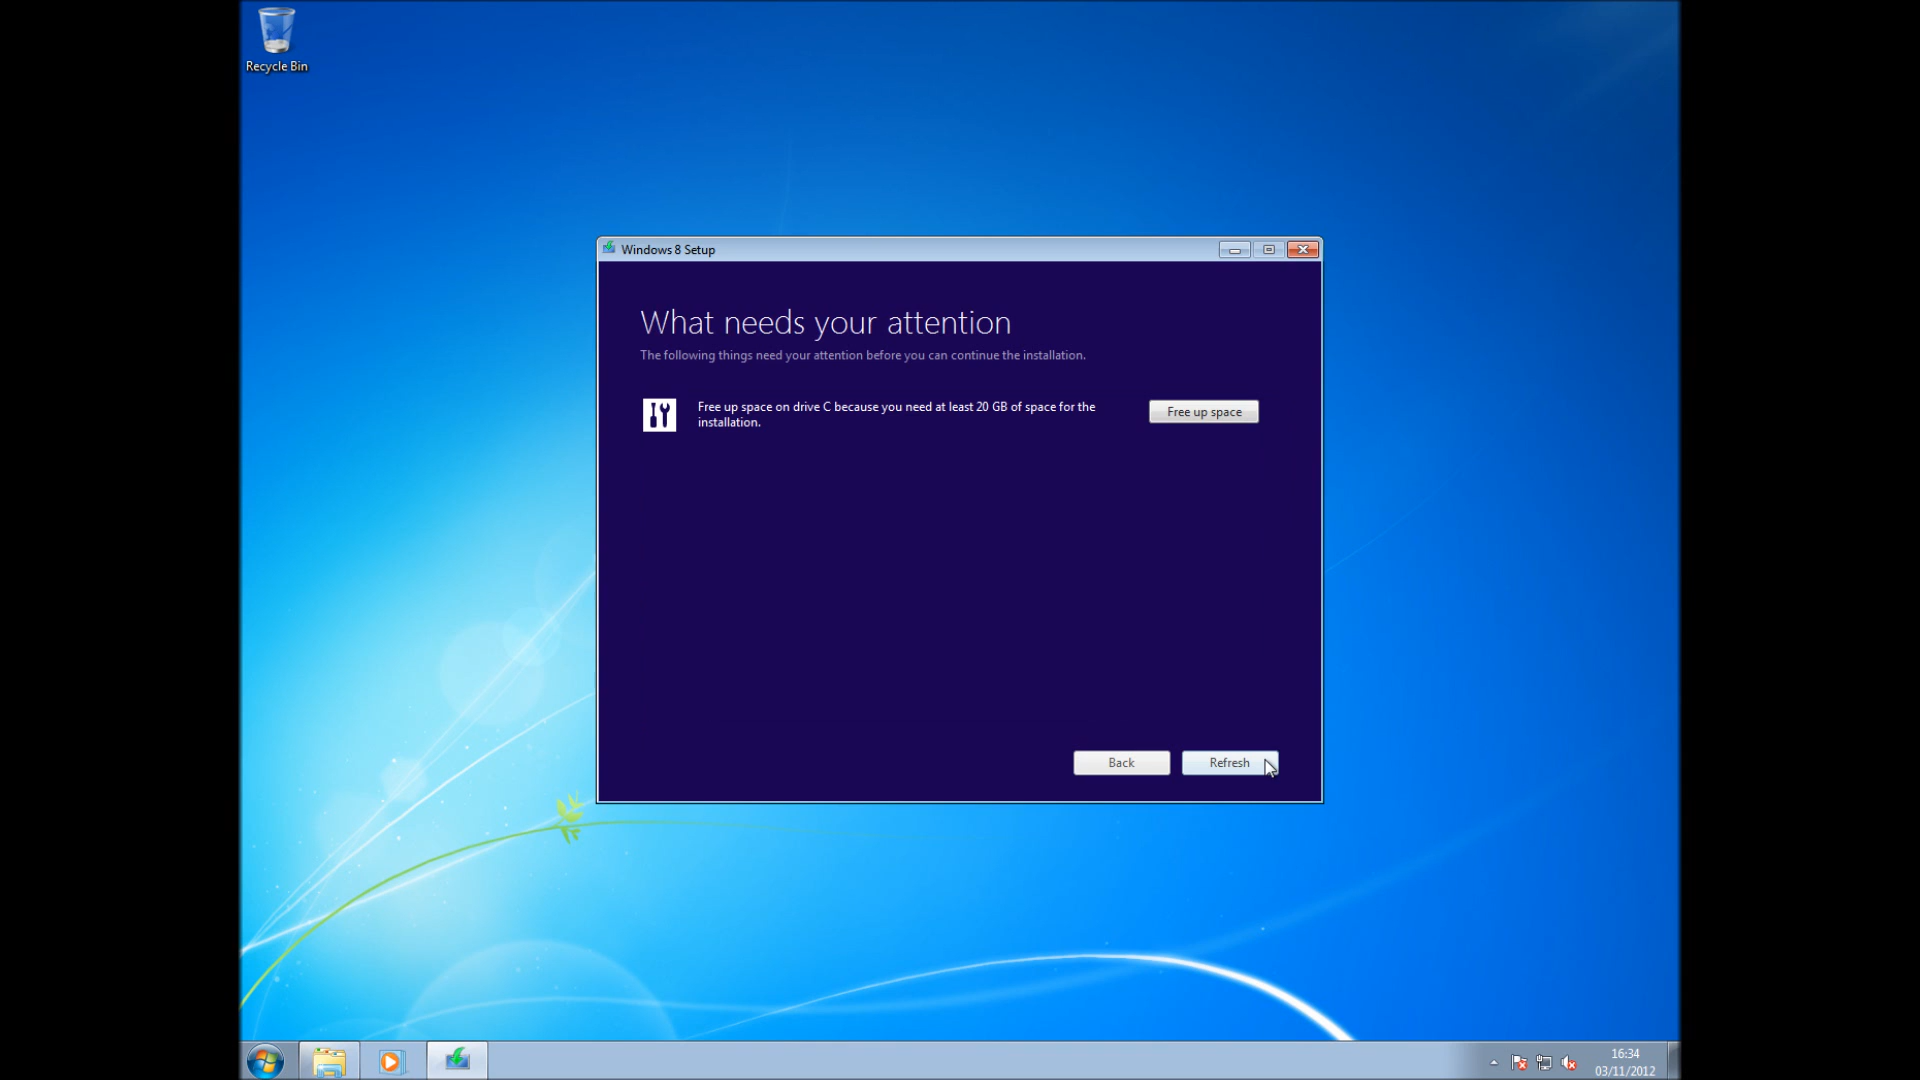 Recycle Bin
Windows 8 Setup
What needs your attention
The following things need your attention before you can continue the installation.
Free up space on drive C because you need at least 20 GB of space for the
installation.
Free up space
Back
Refresh
16:34
03/11/2012